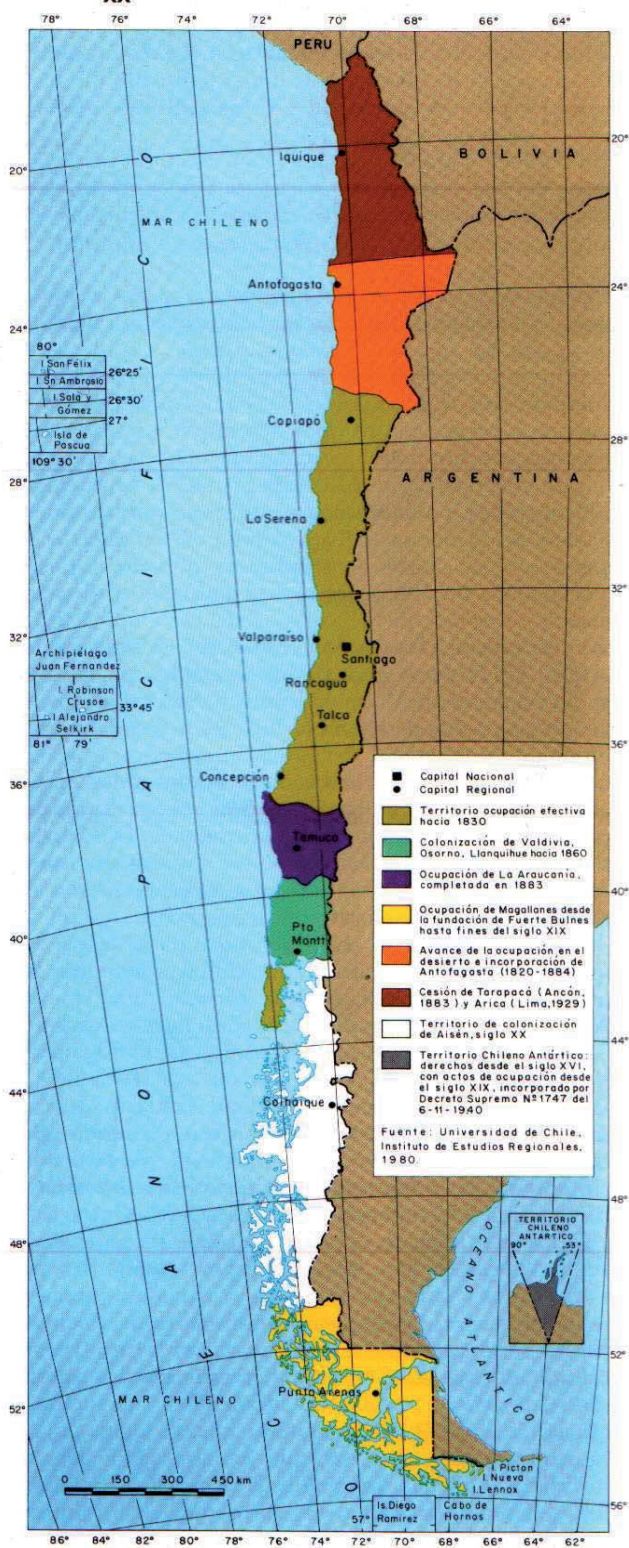 XX
78° 76° 74° 72° 70° 68° 66° 64°
PERU
20°
20°
BOLIVIA
Iquique
MAR CHILENO
Antofagasta
24°
24°
80°
I San Félix
26°25'
I. Sn Ambrosio
I. Sala y
Gómez
26°30'
27°
Isla de
Pascua
109°30'
Copiapó
28°
28°
ARGENTINA
La Serena
32°
32°
Valparaíso
Santiago
Rancagua
Talca
Archipiélago
Juan Fernandez
I. Robinson
Crusoe
33°45'
I Alejandro
Selkirk
81° 79'
36°
36°
Concepción
Temuco
40°
40°
Pto
Montt
44°
44°
Coihaique
48°
48°
52°
52°
Punta Arenas
56°
OCEANO PACIFICO
OCEANO ATLANTICO
MAR CHILENO
Capital Nacional
Capital Regional
Territorio ocupación efectiva
hacia 1830
Colonización de Valdivia,
Osorno, Llanquihue hacia 1860
Ocupación de La Araucanía,
completada en 1883
Ocupación de Magallanes desde
la fundación de Fuerte Bulnes
hasta fines del siglo XIX
Avance de la ocupación en el
desierto e incorporación de
Antofagasta (1820-1884)
Cesión de Tarapacá (Ancón,
1883) y Arica (Lima, 1929)
Territorio de colonización
de Aisén, siglo XX
Territorio Chileno Antártico:
derechos desde el siglo XVI,
con actos de ocupación desde
el siglo XIX, incorporado por
Decreto Supremo Nº 1747 del
6-11-1940
Fuente: Universidad de Chile,
Instituto de Estudios Regionales,
1980.
TERRITORIO
CHILENO
ANTARTICO
90° 53°
I. Picton
I. Nueva
I. Lennox
0 150 300 450 km
Is. Diego
Ramirez
57°
Cabo de
Hornos
86° 84° 82° 80° 78° 76° 74° 72° 70° 68° 66° 64° 62°